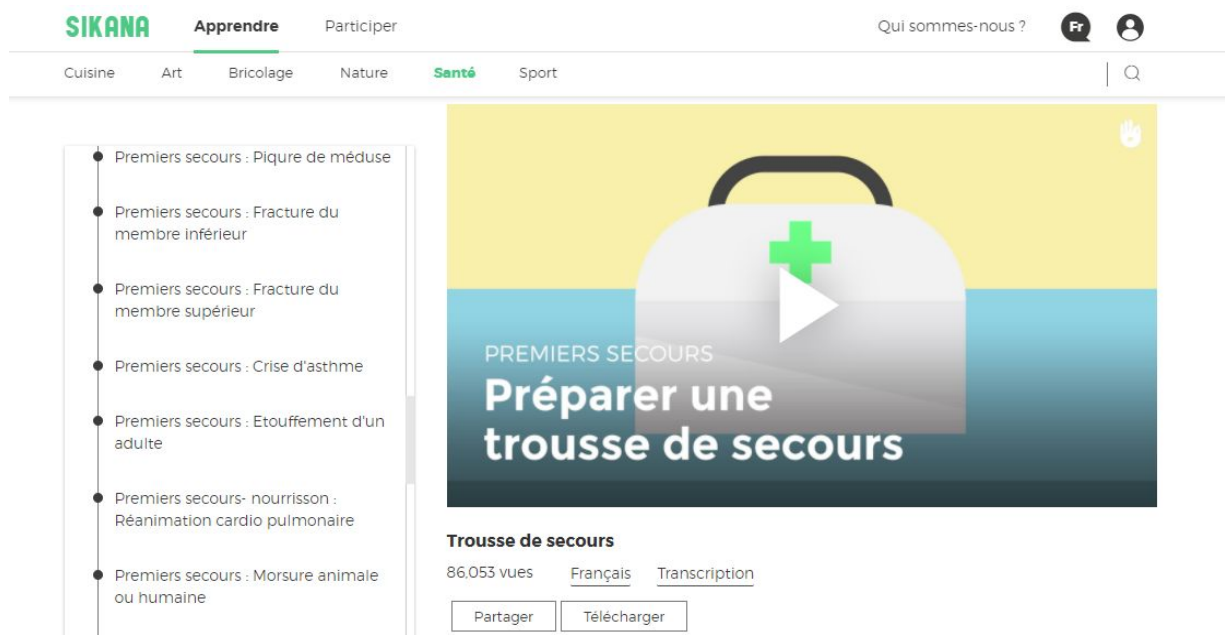 SIKANA
Apprendre
Participer
Qui sommes-nous ?
Fr
Cuisine
Art
Bricolage
Nature
Santé
Sport
Premiers secours : Piqure de méduse
Premiers secours : Fracture du
membre inférieur
Premiers secours : Fracture du
membre supérieur
Premiers secours : Crise d'asthme
Premiers secours : Etouffement d'un
adulte
Premiers secours- nourrisson :
Réanimation cardio pulmonaire
Premiers secours : Morsure animale
ou humaine
PREMIERS SECOURS
Préparer une
trousse de secours
Trousse de secours
86,053 vues
Français
Transcription
Partager
Télécharger